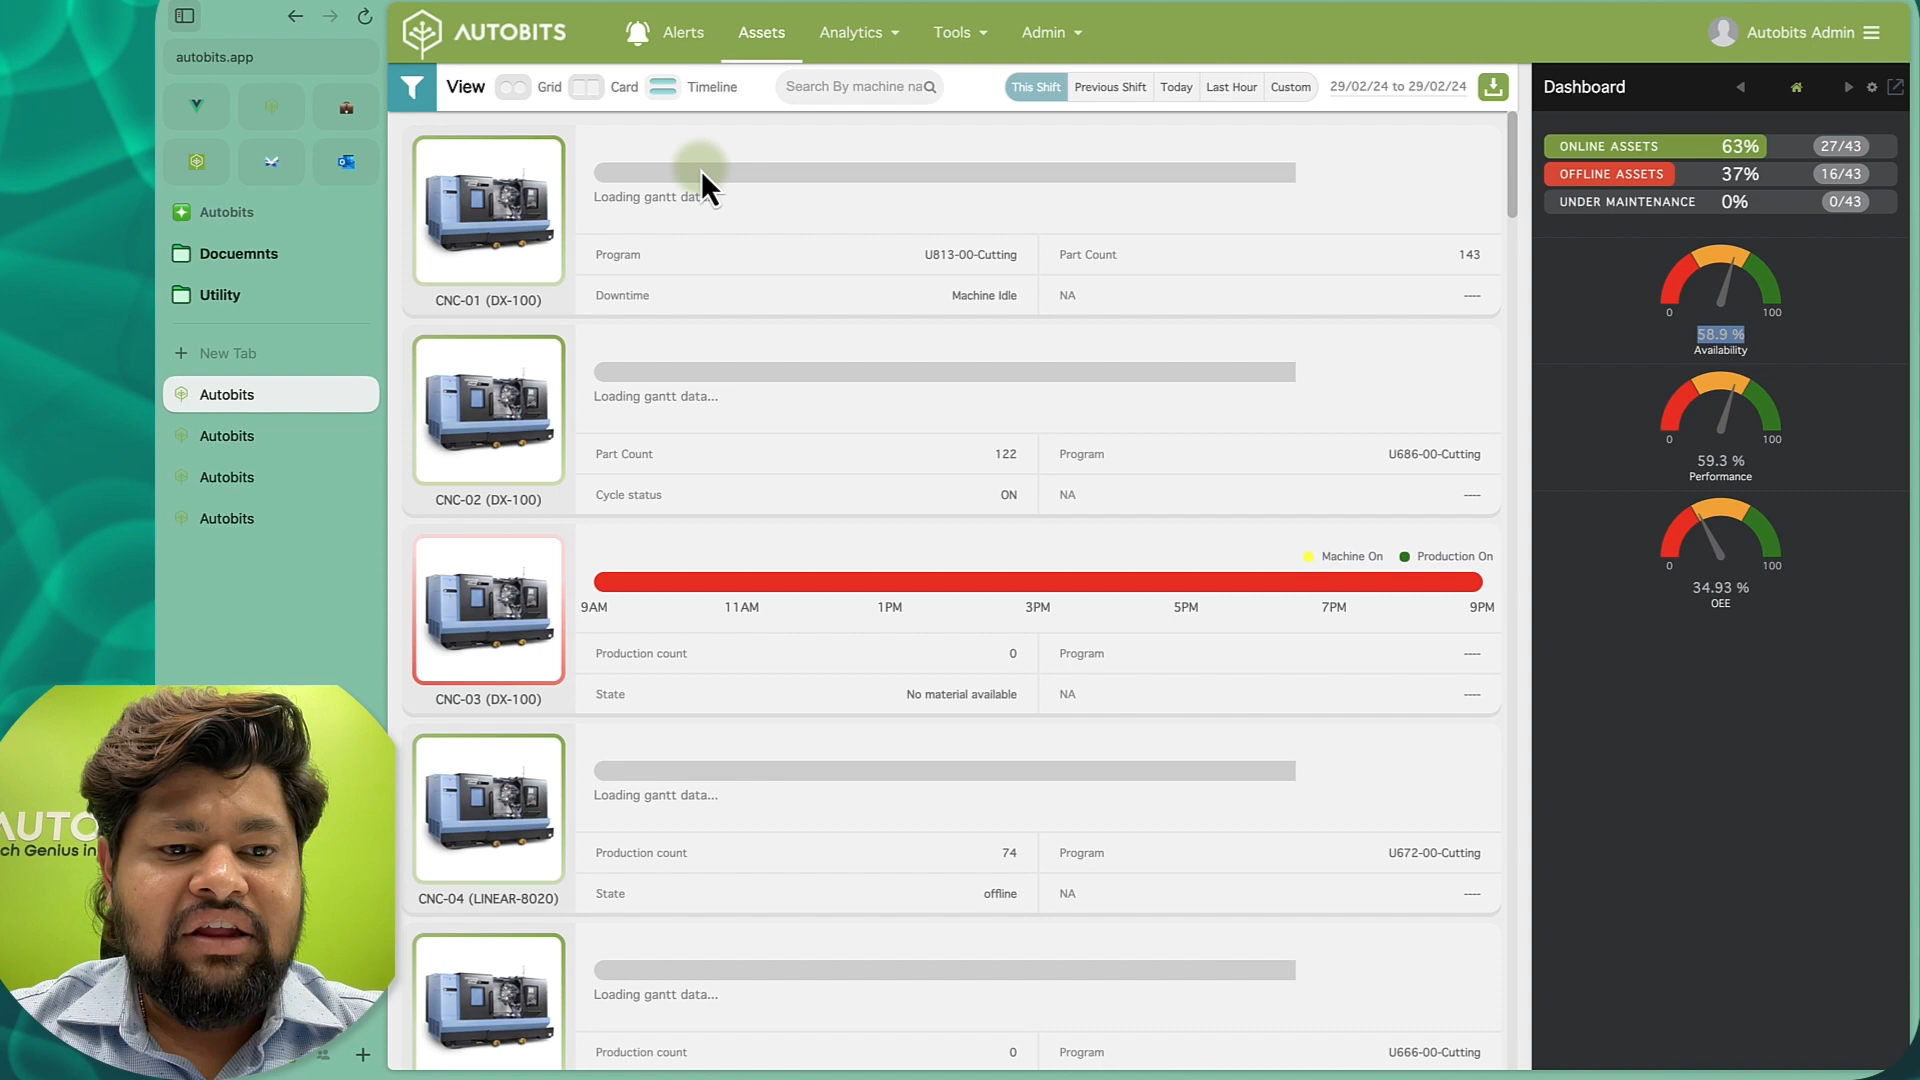 autobits.app
Autobits
Docuemnts
Utility
New Tab
Autobits
Autobits
Autobits
Autobits
AUTOBITS
Alerts
Assets
Analytics
Tools
Admin
Autobits Admin
View
Grid
Card
Timeline
Search By machine na
This Shift
Previous Shift
Today
Last Hour
Custom
29/02/24 to 29/02/24
CNC-01 (DX-100)
Loading gantt dat
Program U813-00-Cutting Part Count 143
Downtime Machine Idle NA ----
CNC-02 (DX-100)
Loading gantt data...
Part Count 122 Program U686-00-Cutting
Cycle status ON NA ----
CNC-03 (DX-100)
Machine On Production On
9AM 11AM 1PM 3PM 5PM 7PM 9PM
Production count 0 Program ----
State No material available NA ----
CNC-04 (LINEAR-8020)
Loading gantt data...
Production count 74 Program U672-00-Cutting
State offline NA ----
Loading gantt data...
Production count 0 Program U666-00-Cutting
Dashboard
ONLINE ASSETS 63% 27/43
OFFLINE ASSETS 37% 16/43
UNDER MAINTENANCE 0% 0/43
0 100
58.9 %
Availability
0 100
59.3 %
Performance
0 100
34.93 %
OEE
AUTO
ch Genius in